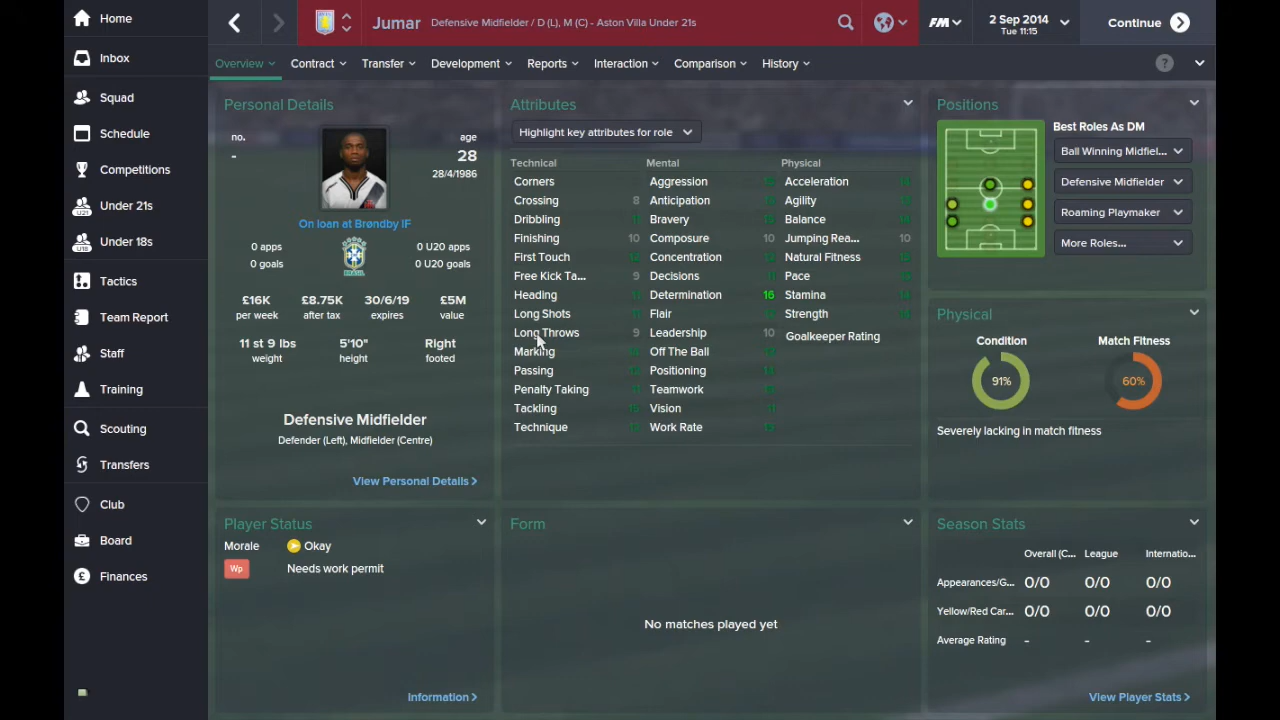 Home
Inbox
Squad
Schedule
Competitions
Under 21s
Under 18s
Tactics
Team Report
Staff
Training
Scouting
Transfers
Club
Board
Finances
Jumar Defensive Midfielder / D (L), M (C) - Aston Villa Under 21s
FM
2 Sep 2014
Tue 11:15
Continue
Overview Contract Transfer Development Reports Interaction Comparison History
?
Personal Details
no.
-
age
28
28/4/1986
On loan at Brøndby IF
0 apps
0 goals
BRASIL
0 U20 apps
0 U20 goals
£16K £8.75K 30/6/19 £5M
per week after tax expires value
11 st 9 lbs 5'10" Right
weight height footed
Defensive Midfielder
Defender (Left), Midfielder (Centre)
View Personal Details >
Attributes
Highlight key attributes for role
Technical Mental Physical
Corners Aggression Acceleration
Crossing 8 Anticipation Agility
Dribbling Bravery Balance
Finishing 10 Composure 10 Jumping Rea... 10
First Touch Concentration Natural Fitness
Free Kick Ta... 9 Decisions Pace
Heading Determination 16 Stamina
Long Shots Flair Strength
Long Throws 9 Leadership 10 Goalkeeper Rating
Marking Off The Ball
Passing Positioning
Penalty Taking Teamwork
Tackling Vision
Technique Work Rate
Positions
Best Roles As DM
Ball Winning Midfiel...
Defensive Midfielder
Roaming Playmaker
More Roles...
Physical
Condition Match Fitness
91% 60%
Severely lacking in match fitness
Player Status
Morale Okay
Wp Needs work permit
Information >
Form
No matches played yet
Season Stats
Overall (C... League Internatio...
Appearances/G... 0/0 0/0 0/0
Yellow/Red Car... 0/0 0/0 0/0
Average Rating - - -
View Player Stats >